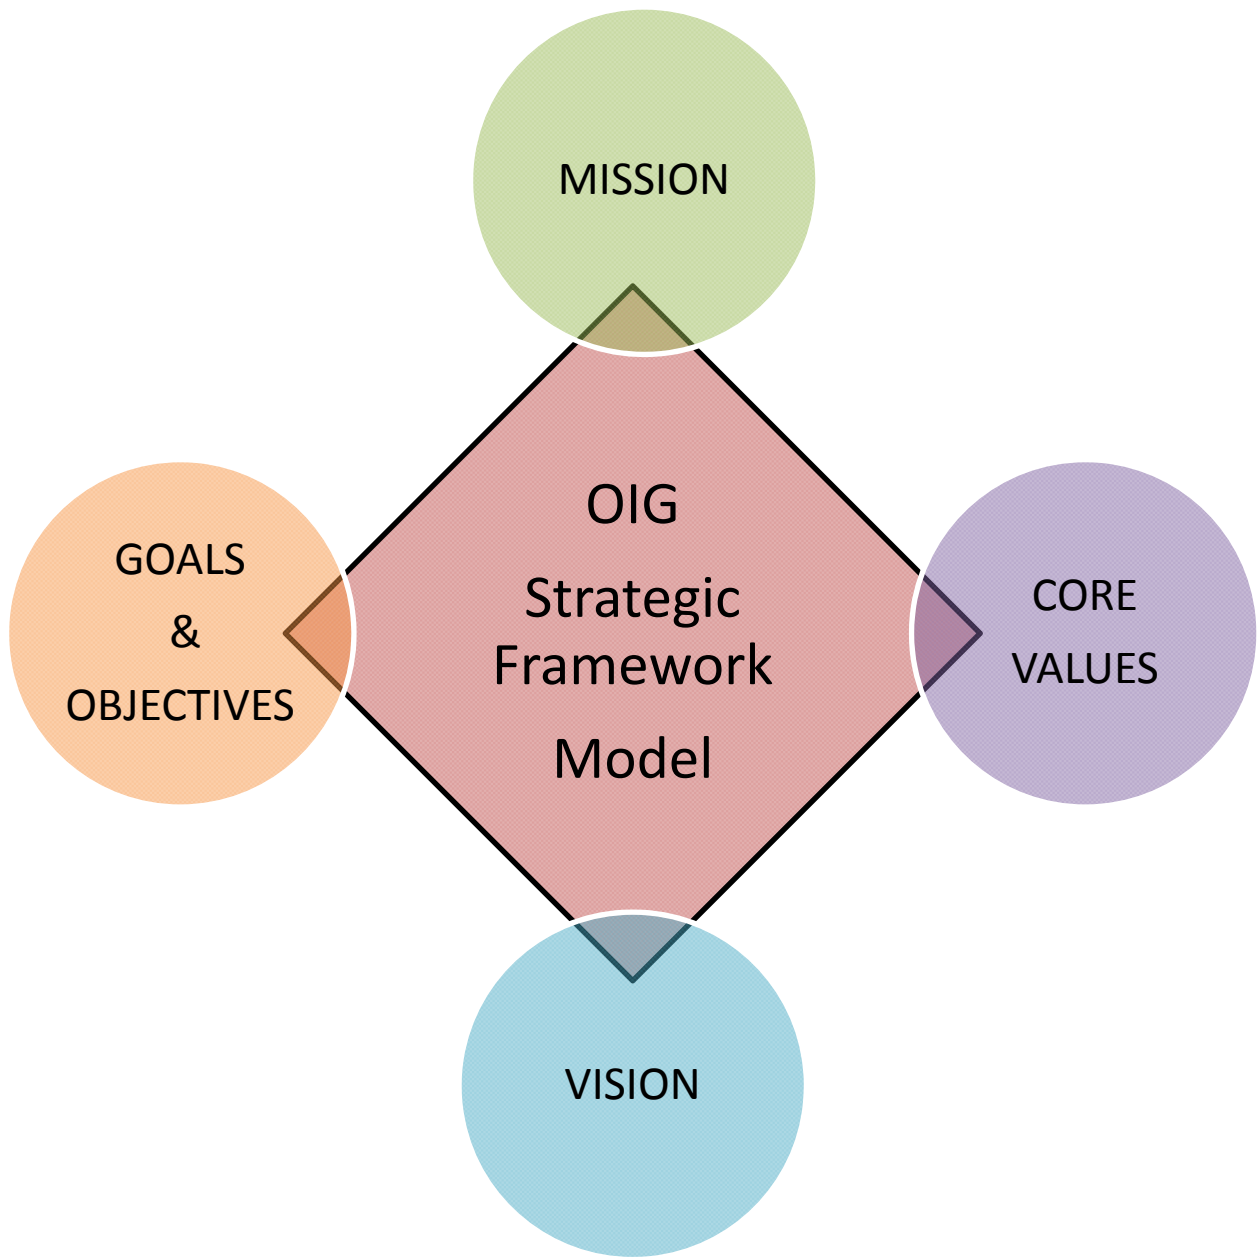 MISSION
GOALS
&
OBJECTIVES
OIG
Strategic
Framework
Model
CORE
VALUES
VISION